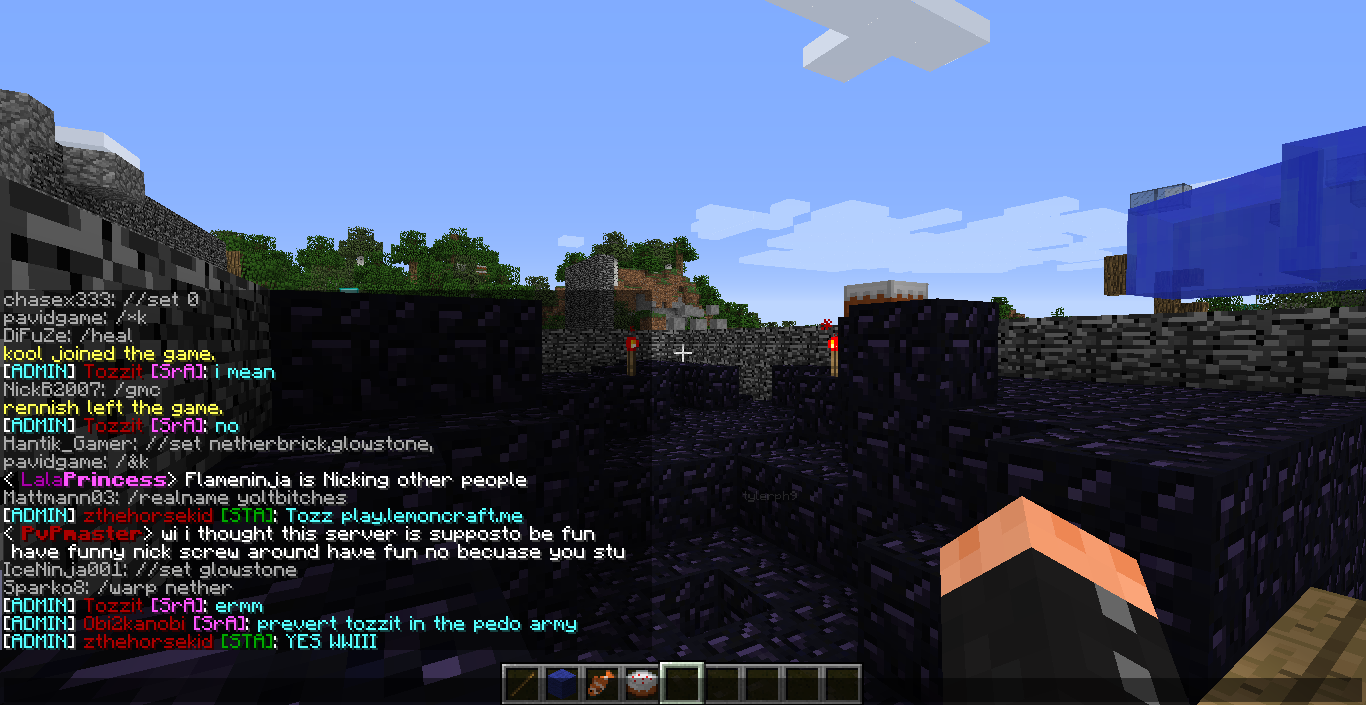 chasex333: //set 0
pavidgame: /*k
DiFuZe: /heal
kool joined the game.
[ADMIN] Tozzit [SrA]: i mean
NickB2007: /gmc
rennish left the game.
[ADMIN] Tozzit [SrA]: no
Hantik_Gamer: //set netherbrick,glowstone,
pavidgame: /&k
< LalaPrincess> Flameninja is Nicking other people
Mattmann03: /realname yoltbitches
[ADMIN] zthehorsekid [STA]: Tozz play.lemoncraft.me
< PvPmaster> wi i thought this server is supposto be fun
have funny nick screw around have fun no becuase you stu
IceNinja001: //set glowstone
Sparko8: /warp nether
[ADMIN] Tozzit [SrA]: ermm
[ADMIN] Obi2kanobi [SrA]: prevert tozzit in the pedo army
[ADMIN] zthehorsekid [STA]: YES WWIII
tylerph9